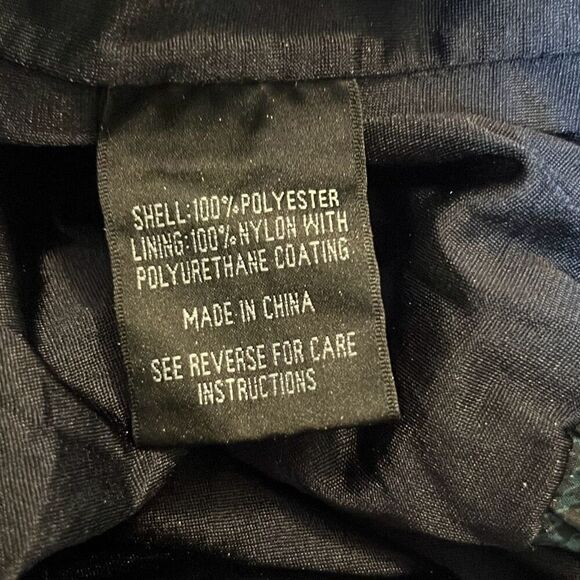 SHELL:100%POLYESTER
LINING:100%NYLON WITH
POLYURETHANE COATING
MADE IN CHINA
SEE REVERSE FOR CARE
INSTRUCTIONS